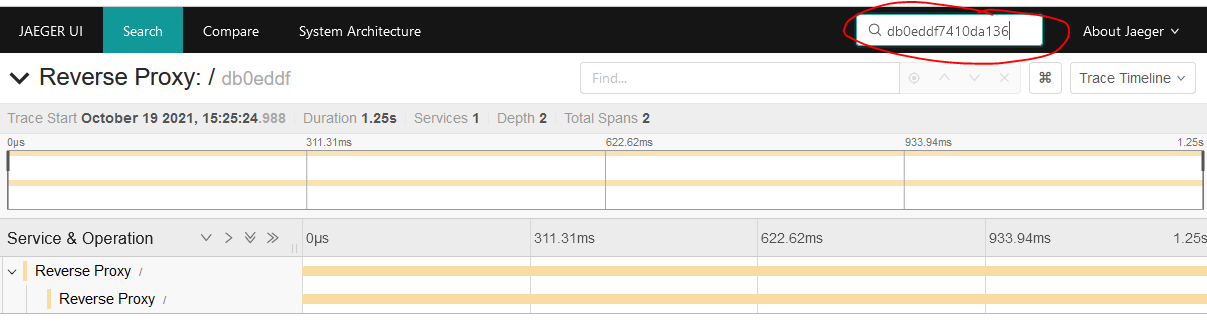 JAEGER UI Search Compare System Architecture db0eddf7410da136 About Jaeger
Reverse Proxy: / db0eddf Find... ⌘ Trace Timeline
Trace Start October 19 2021, 15:25:24.988 Duration 1.25s Services 1 Depth 2 Total Spans 2
0μs 311.31ms 622.62ms 933.94ms 1.25s
Service & Operation 0μs 311.31ms 622.62ms 933.94ms 1.25s
Reverse Proxy /
Reverse Proxy /